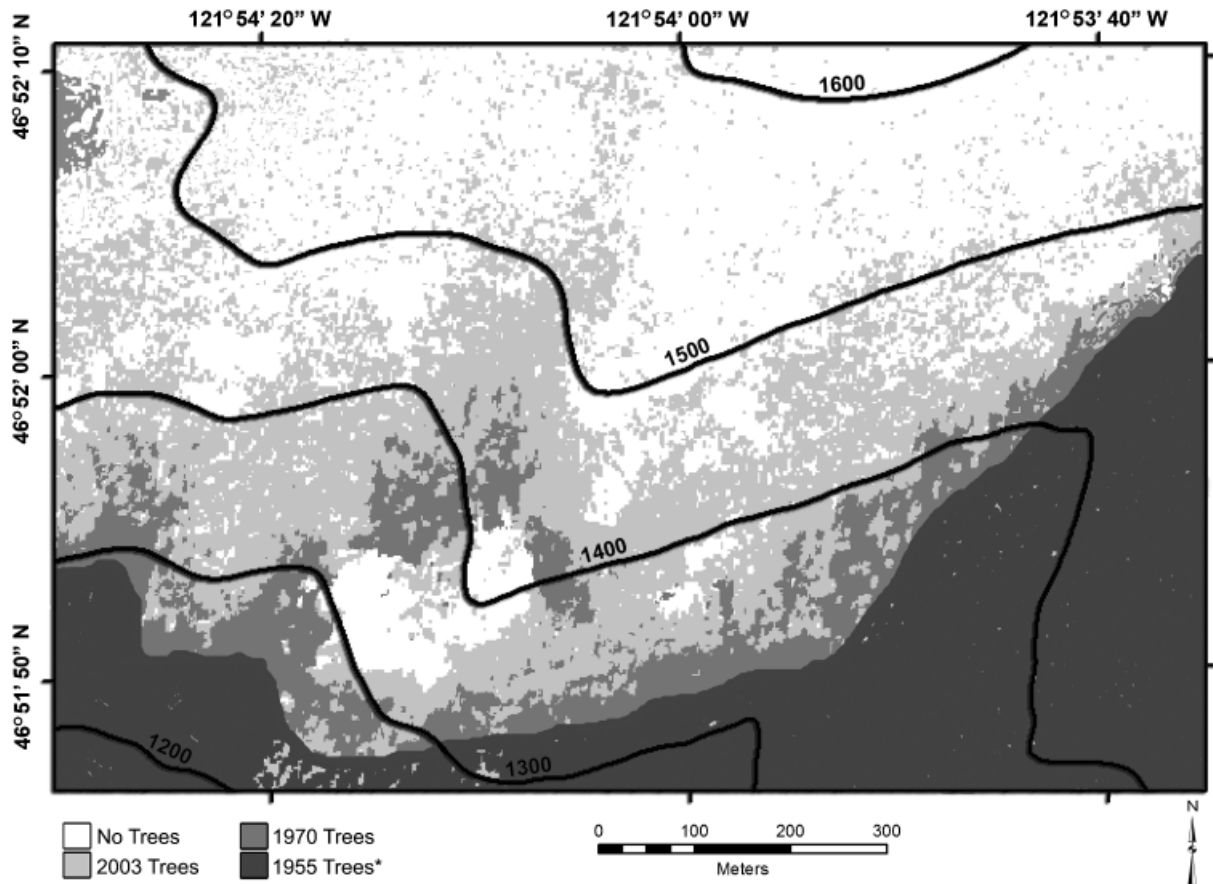 121° 54' 20" W 121° 54' 00" W 121° 53' 40" W
46° 52' 10" N
1600
46° 52' 00" N
1500
1400
46° 51' 50" N
1200
1300
No Trees 1970 Trees
2003 Trees 1955 Trees*
0 100 200 300
Meters
N